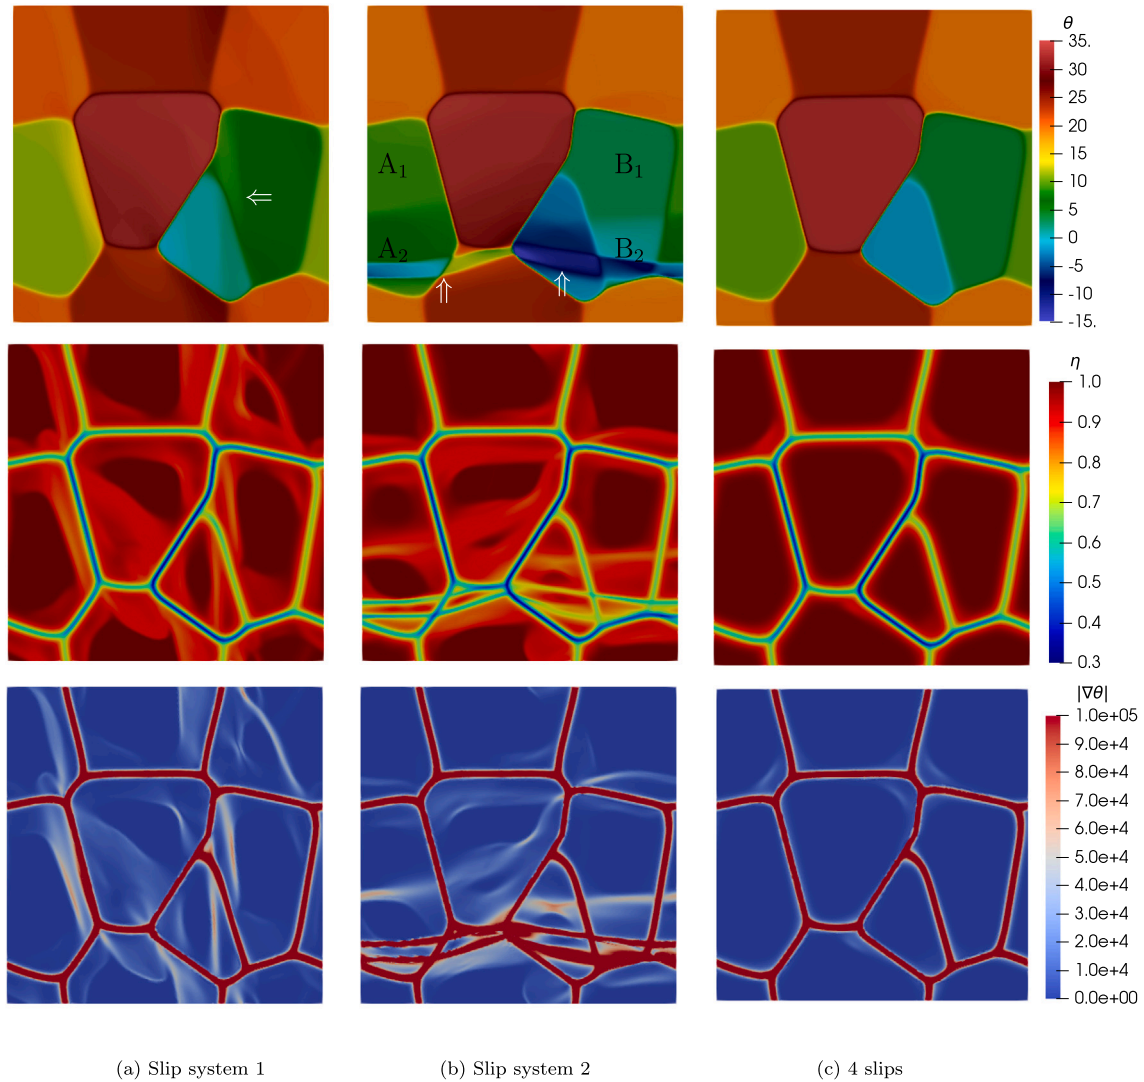 θ
35.
30
25
20
15
10
5
0
-5
-10
-15.
A₁
B₁
A₂
B₂
⇐
⇑
⇑
η
1.0
0.9
0.8
0.7
0.6
0.5
0.4
0.3
|∇θ|
1.0e+05
9.0e+4
8.0e+4
7.0e+4
6.0e+4
5.0e+4
4.0e+4
3.0e+4
2.0e+4
1.0e+4
0.0e+00
(a) Slip system 1
(b) Slip system 2
(c) 4 slips